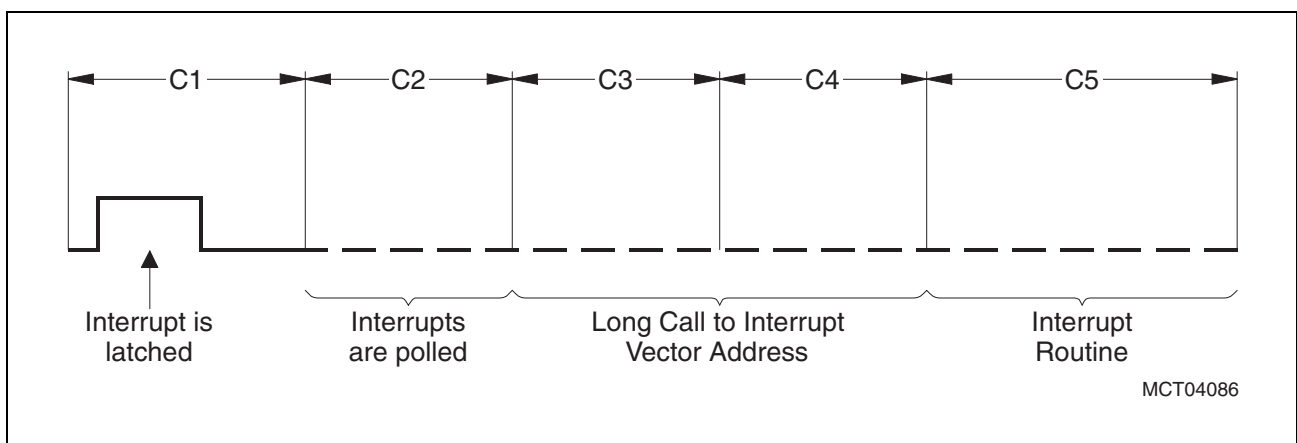 C1 C2 C3 C4 C5
Interrupt is
latched
Interrupts
are polled
Long Call to Interrupt
Vector Address
Interrupt
Routine
MCT04086